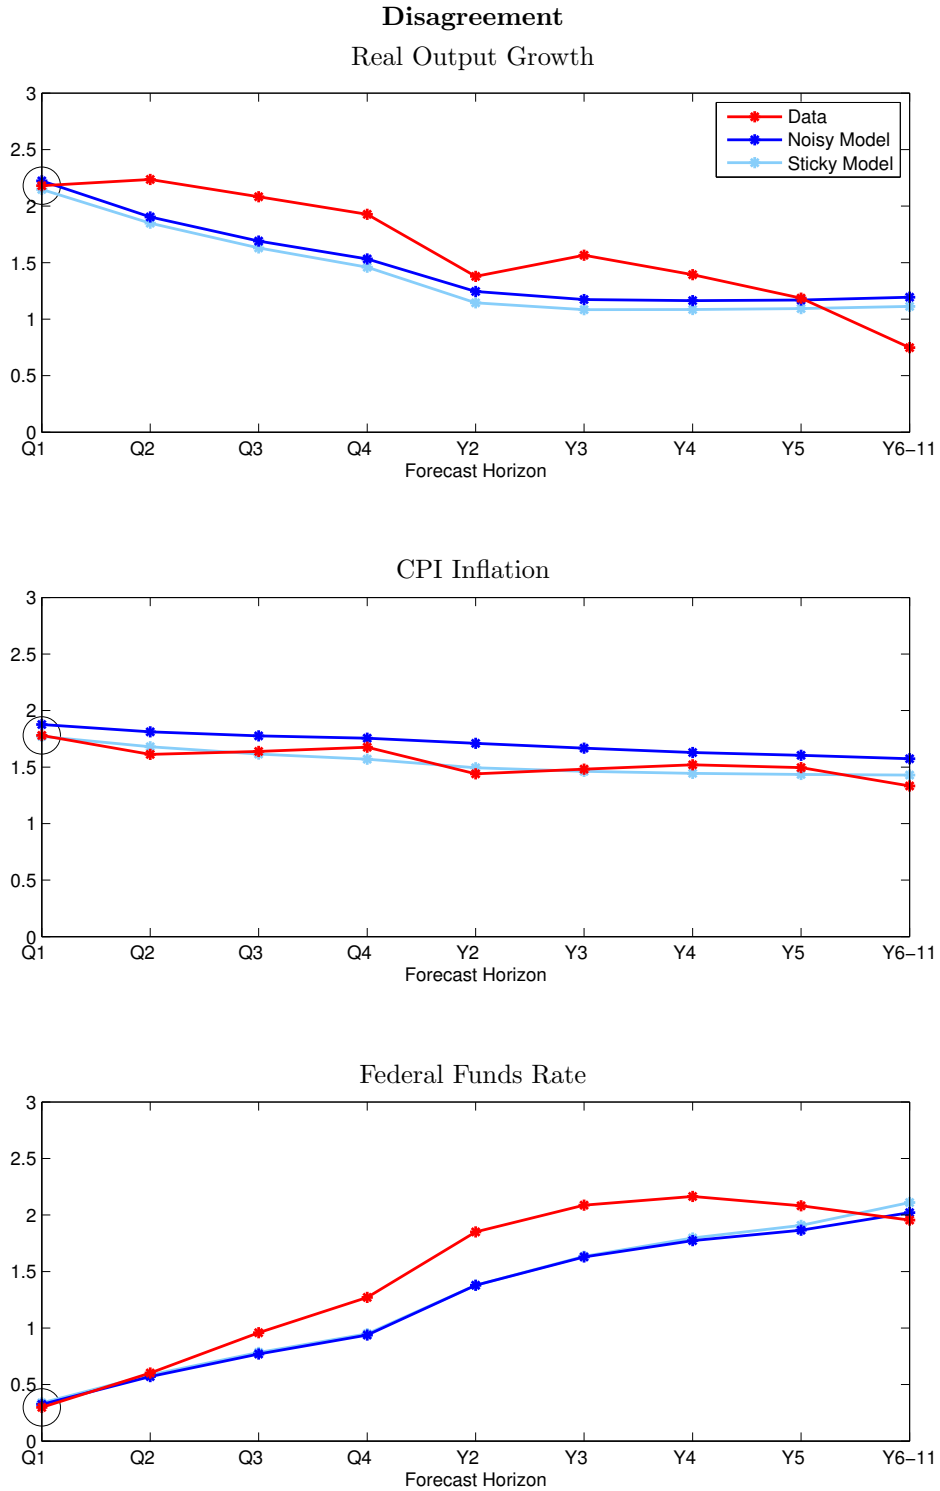 Disagreement
Real Output Growth
3
2.5
2
1.5
1
0.5
0
Data
Noisy Model
Sticky Model
Q1 Q2 Q3 Q4 Y2 Y3 Y4 Y5 Y6−11
Forecast Horizon
CPI Inflation
3
2.5
2
1.5
1
0.5
0
Q1 Q2 Q3 Q4 Y2 Y3 Y4 Y5 Y6−11
Forecast Horizon
Federal Funds Rate
3
2.5
2
1.5
1
0.5
0
Q1 Q2 Q3 Q4 Y2 Y3 Y4 Y5 Y6−11
Forecast Horizon